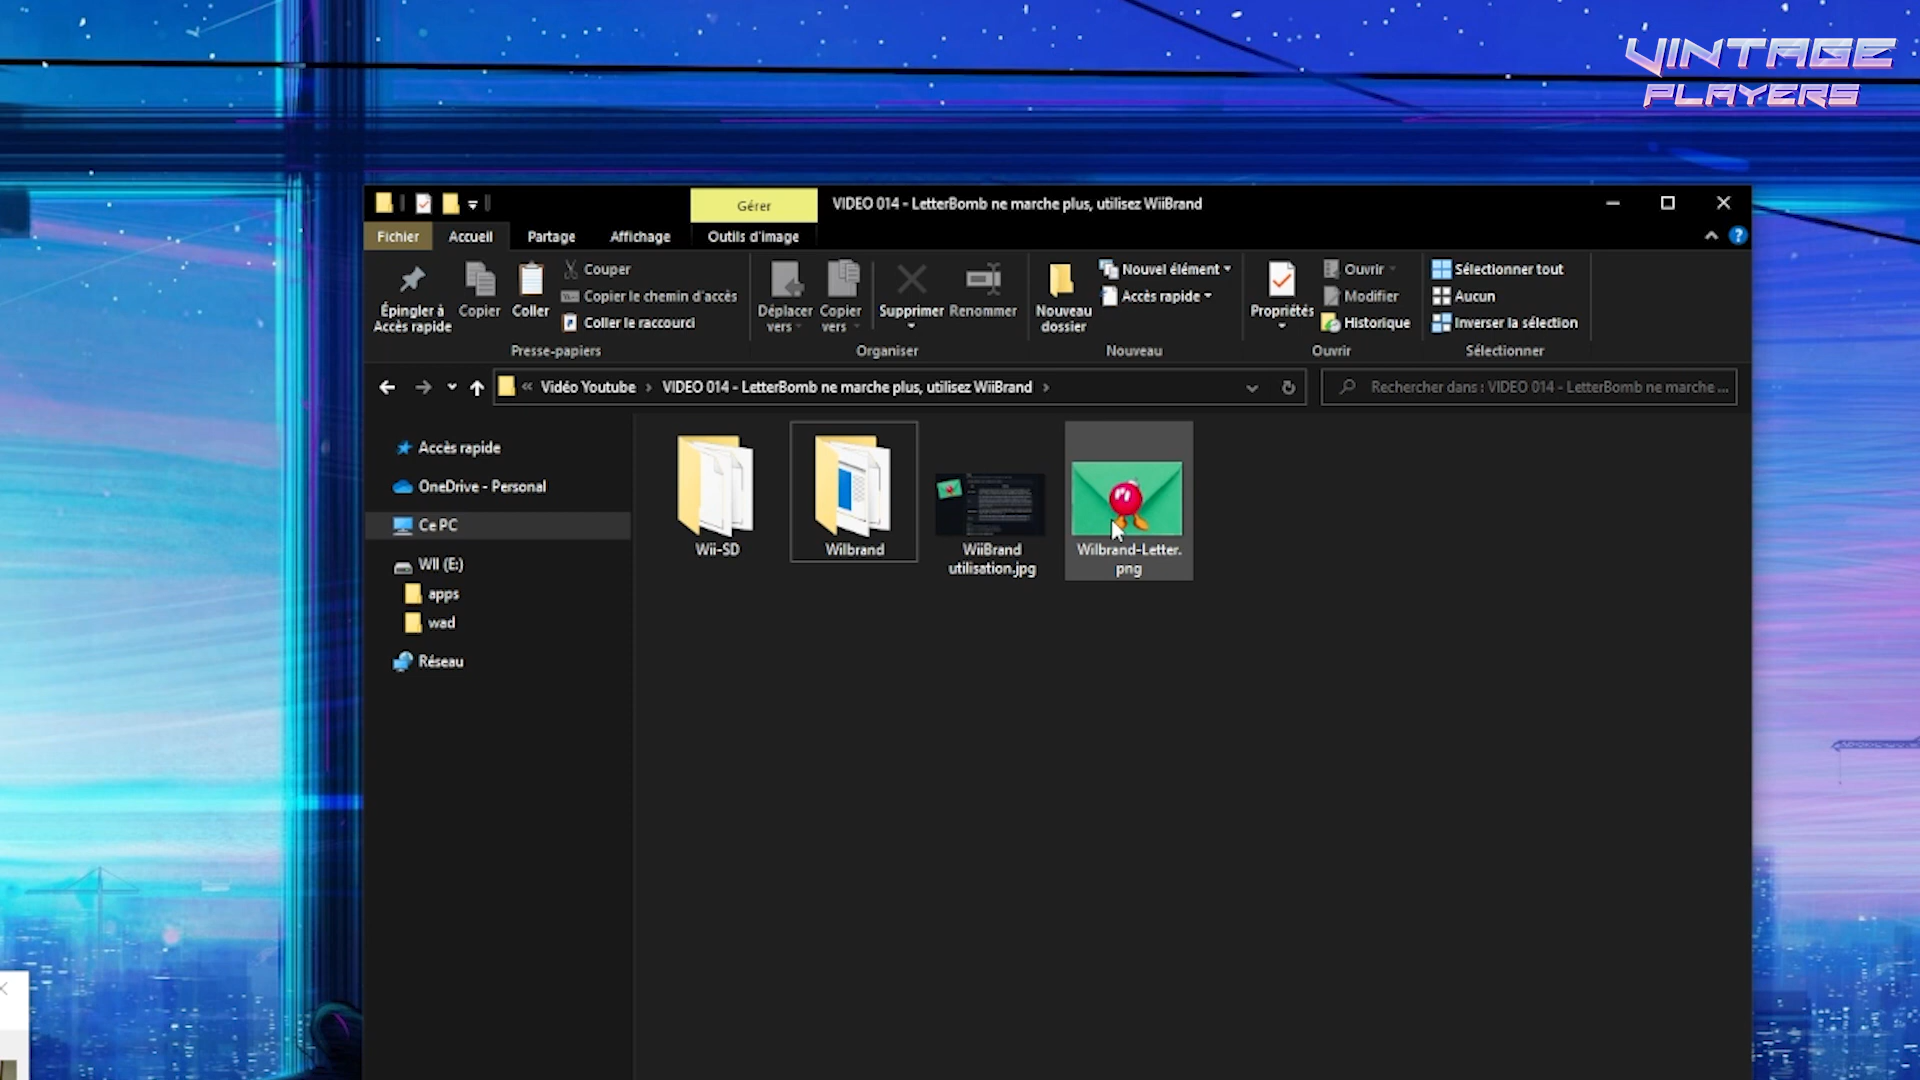 VINTAGE
PLAYERS
Gérer
VIDEO 014 - LetterBomb ne marche plus, utilisez WiiBrand
Fichier
Accueil
Partage
Affichage
Outils d'image
Épingler à
Accès rapide
Copier
Coller
Couper
Copier le chemin d'accès
Coller le raccourci
Presse-papiers
Déplacer
vers
Copier
vers
Supprimer
Renommer
Organiser
Nouveau
dossier
Nouvel élément
Accès rapide
Nouveau
Propriétés
Ouvrir
Modifier
Historique
Ouvrir
Sélectionner tout
Aucun
Inverser la sélection
Sélectionner
« Vidéo Youtube › VIDEO 014 - LetterBomb ne marche plus, utilisez WiiBrand ›
Rechercher dans : VIDEO 014 - LetterBomb ne marche ...
Accès rapide
OneDrive - Personal
Ce PC
WII (E:)
apps
wad
Réseau
Wii-SD
Wilbrand
WiiBrand
utilisation.jpg
Wilbrand-Letter.
png